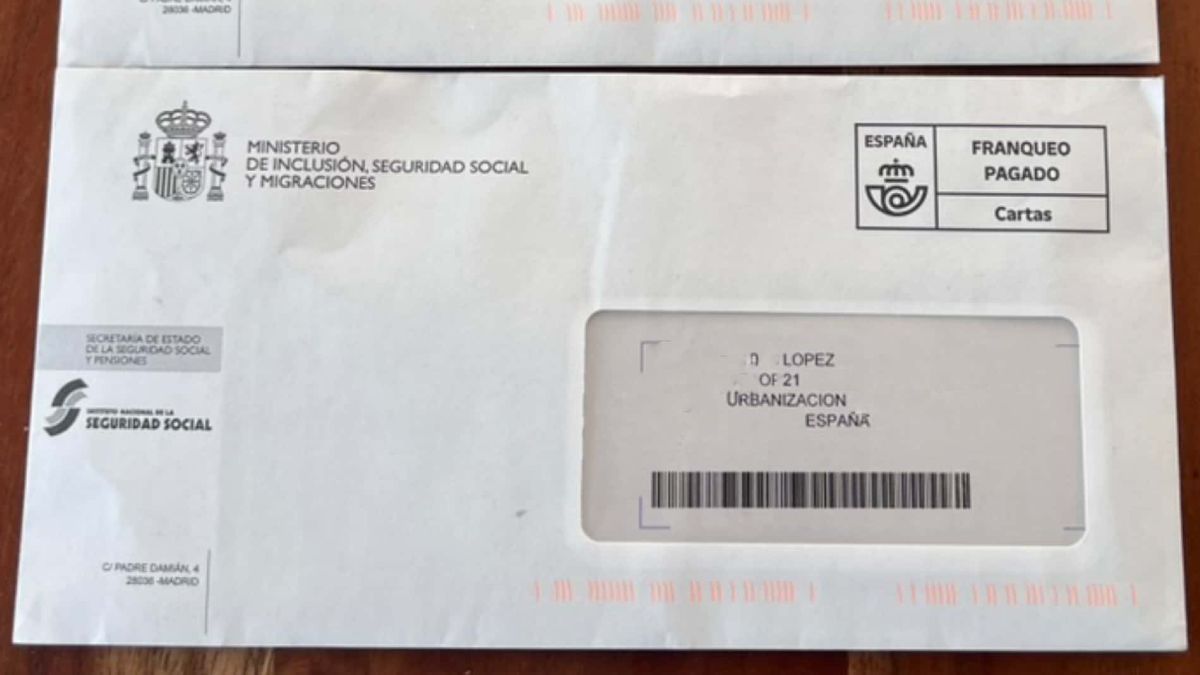 28036 -MADRID
MINISTERIO
DE INCLUSIÓN, SEGURIDAD SOCIAL
Y MIGRACIONES
ESPAÑA
FRANQUEO
PAGADO
Cartas
SECRETARÍA DE ESTADO
DE LA SEGURIDAD SOCIAL
Y PENSIONES
INSTITUTO NACIONAL DE LA
SEGURIDAD SOCIAL
LOPEZ
21
URBANIZACION
ESPAÑA
C/ PADRE DAMIÁN, 4
28036 -MADRID